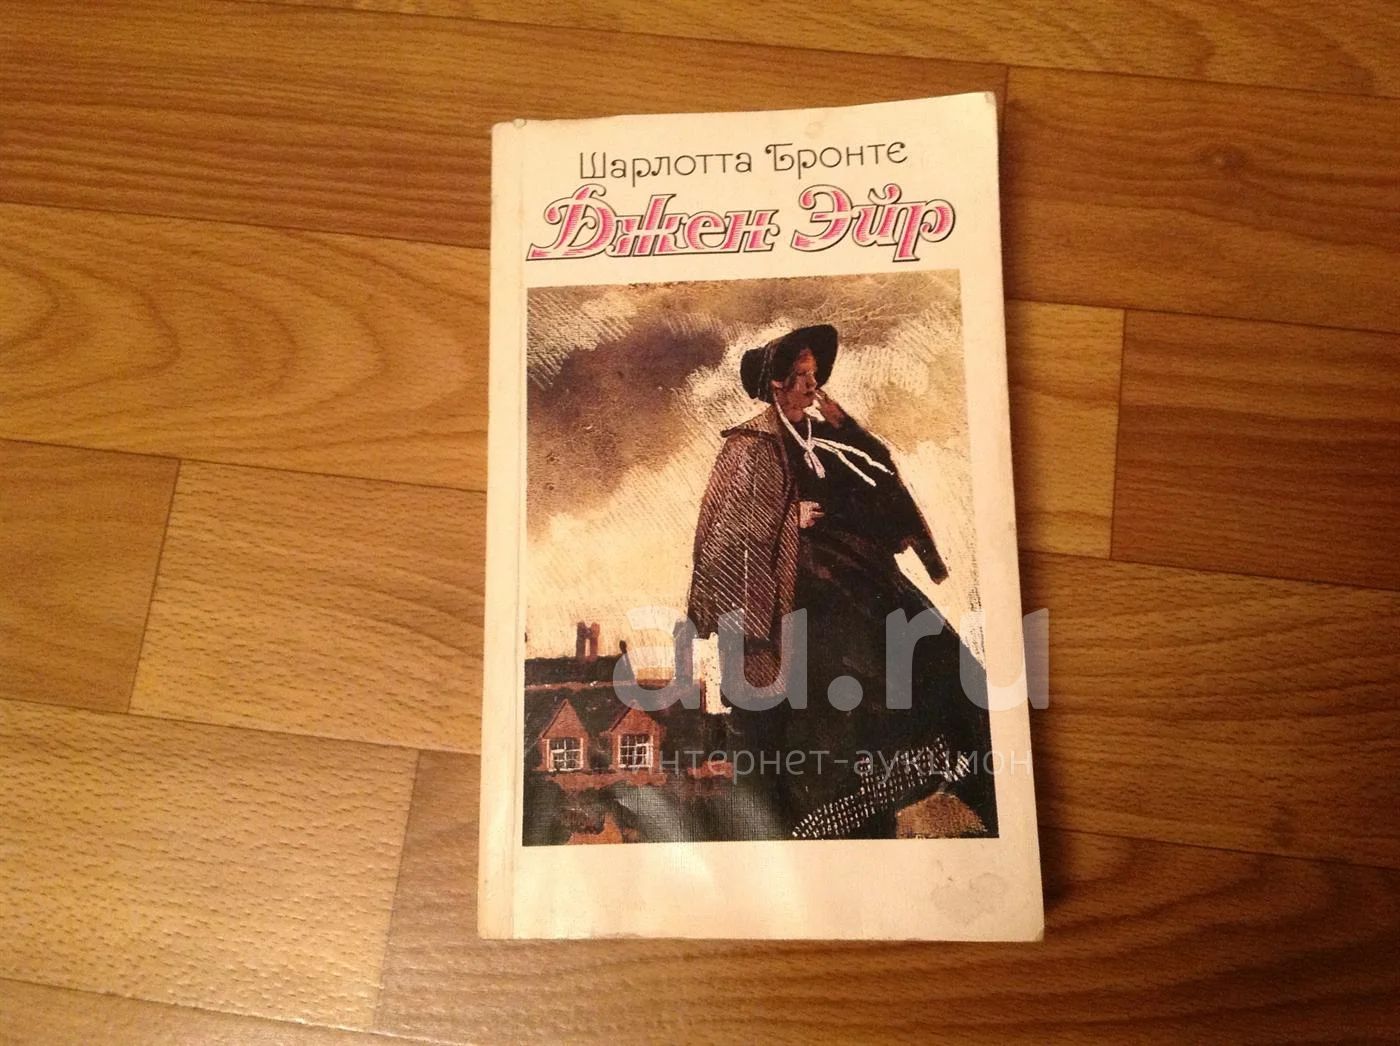 Шарлотта Бронте
Джен Эйр
au.ru
интернет-аукцион